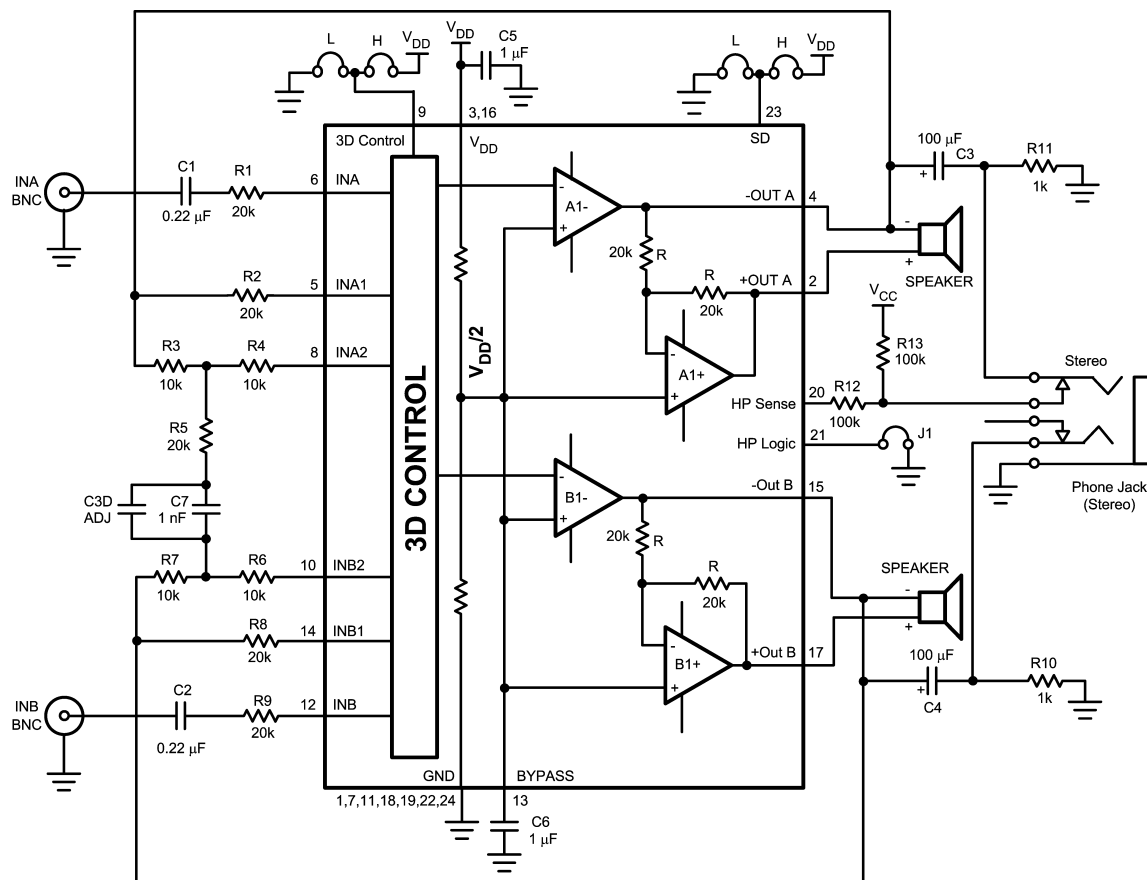 L H V_DD
V_DD
C5
1 μF
L H V_DD
9
3,16
23
3D Control
V_DD
SD
100 μF
+
C3
R11
1k
INA
BNC
C1
0.22 μF
R1
20k
6 INA
-
A1-
+
-OUT A 4
20k
R
-
+
SPEAKER
R2
20k
5 INA1
R
20k
+OUT A 2
V_CC
R13
100k
R3
10k
R4
10k
8 INA2
V_DD/2
-
A1+
+
Stereo
HP Sense 20
R12
100k
R5
20k
3D CONTROL
HP Logic 21
J1
C3D
ADJ
C7
1 nF
-
B1-
+
-Out B 15
Phone Jack
(Stereo)
20k
R
R7
10k
R6
10k
10 INB2
R
20k
SPEAKER
-
+
R8
20k
14 INB1
-
B1+
+
+Out B 17
100 μF
+
C4
R10
1k
INB
BNC
C2
0.22 μF
R9
20k
12 INB
GND
BYPASS
1,7,11,18,19,22,24
13
C6
1 μF